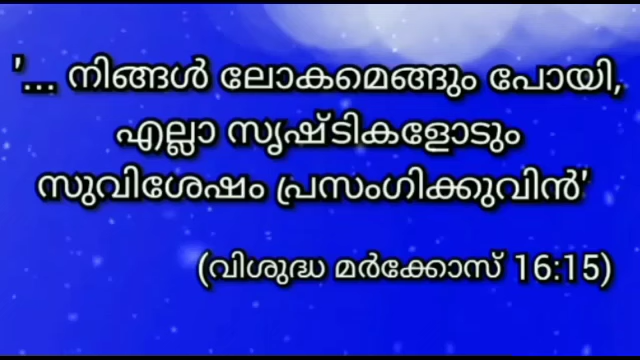 '... നിങ്ങൾ ലോകമെങ്ങും പോയി,
എല്ലാ സൃഷ്ടികളോടും
സുവിശേഷം പ്രസംഗിക്കുവിൻ'
(വിശുദ്ധ മർക്കോസ് 16:15)